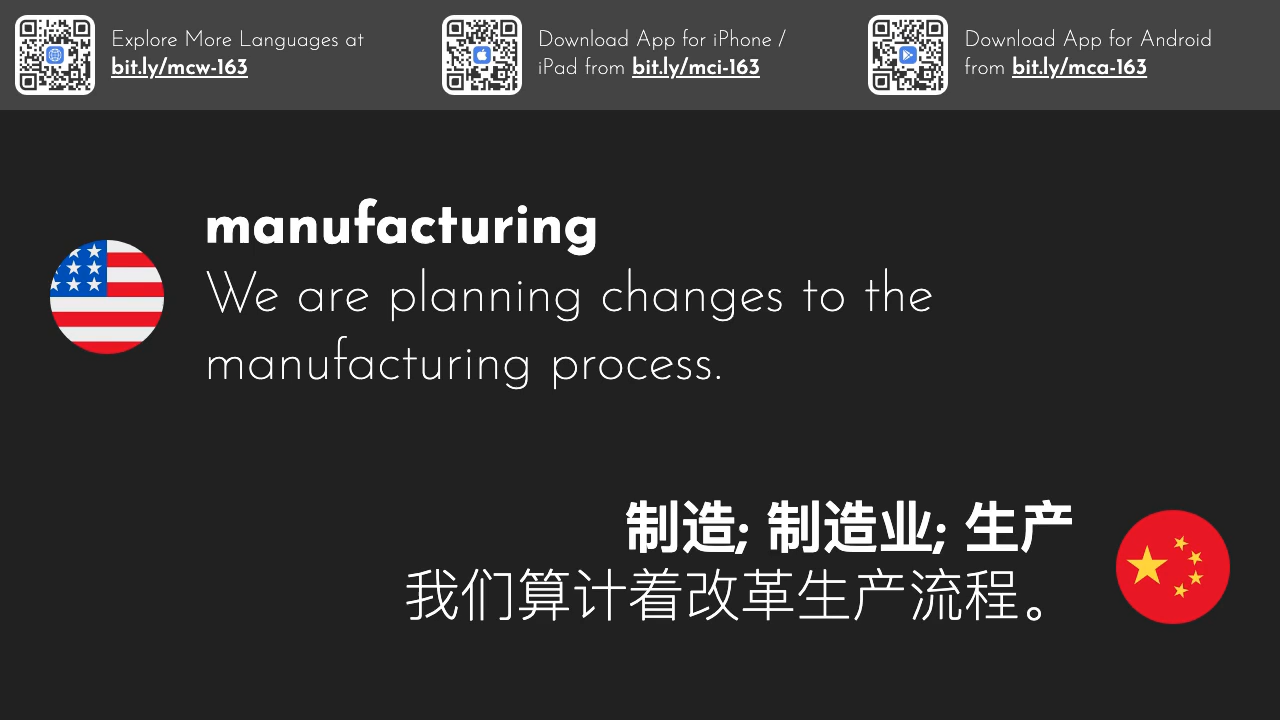 Explore More Languages at
bit.ly/mcw-163
Download App for iPhone /
iPad from bit.ly/mci-163
Download App for Android
from bit.ly/mca-163
manufacturing
We are planning changes to the
manufacturing process.
制造; 制造业; 生产
我们算计着改革生产流程。